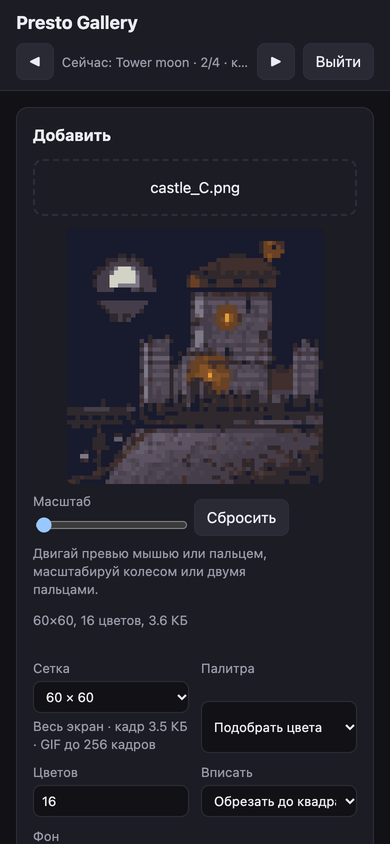 Presto Gallery
◀ Сейчас: Tower moon · 2/4 · к... ▶ Выйти
Добавить
castle_C.png
Масштаб
Сбросить
Двигай превью мышью или пальцем,
масштабируй колесом или двумя
пальцами.
60×60, 16 цветов, 3.6 КБ
Сетка
60 × 60
Весь экран · кадр 3.5 КБ
· GIF до 256 кадров
Палитра
Подобрать цвета
Цветов
16
Вписать
Обрезать до квадра
Фон